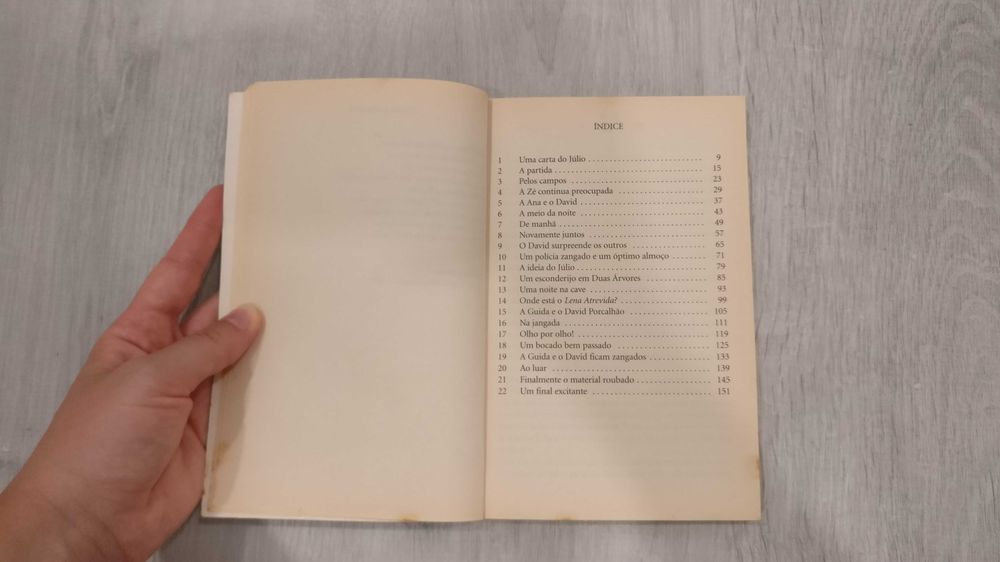 ÍNDICE
1 Uma carta do Júlio . . . . . . . . . . . . . . . . . . . . . . . . . . . . 9
2 A partida . . . . . . . . . . . . . . . . . . . . . . . . . . . . . . . . . . . . 15
3 Pelos campos . . . . . . . . . . . . . . . . . . . . . . . . . . . . . . . . 23
4 A Zé continua preocupada . . . . . . . . . . . . . . . . . . . . . . 29
5 A Ana e o David . . . . . . . . . . . . . . . . . . . . . . . . . . . . . . 37
6 A meio da noite . . . . . . . . . . . . . . . . . . . . . . . . . . . . . . 43
7 De manhã . . . . . . . . . . . . . . . . . . . . . . . . . . . . . . . . . . . 49
8 Novamente juntos . . . . . . . . . . . . . . . . . . . . . . . . . . . . 57
9 O David surpreende os outros . . . . . . . . . . . . . . . . . . . 65
10 Um polícia zangado e um óptimo almoço . . . . . . . . 71
11 A ideia do Júlio . . . . . . . . . . . . . . . . . . . . . . . . . . . . . . . 79
12 Um esconderijo em Duas Árvores . . . . . . . . . . . . . . . 85
13 Uma noite na cave . . . . . . . . . . . . . . . . . . . . . . . . . . . . 93
14 Onde está o Lena Atrevida? . . . . . . . . . . . . . . . . . . . . . 99
15 A Guida e o David Porcalhão . . . . . . . . . . . . . . . . . . . 105
16 Na jangada . . . . . . . . . . . . . . . . . . . . . . . . . . . . . . . . . . 111
17 Olho por olho! . . . . . . . . . . . . . . . . . . . . . . . . . . . . . . . 119
18 Um bocado bem passado . . . . . . . . . . . . . . . . . . . . . . 125
19 A Guida e o David ficam zangados . . . . . . . . . . . . . . 133
20 Ao luar . . . . . . . . . . . . . . . . . . . . . . . . . . . . . . . . . . . . . 139
21 Finalmente o material roubado . . . . . . . . . . . . . . . . . 145
22 Um final excitante . . . . . . . . . . . . . . . . . . . . . . . . . . . . 151